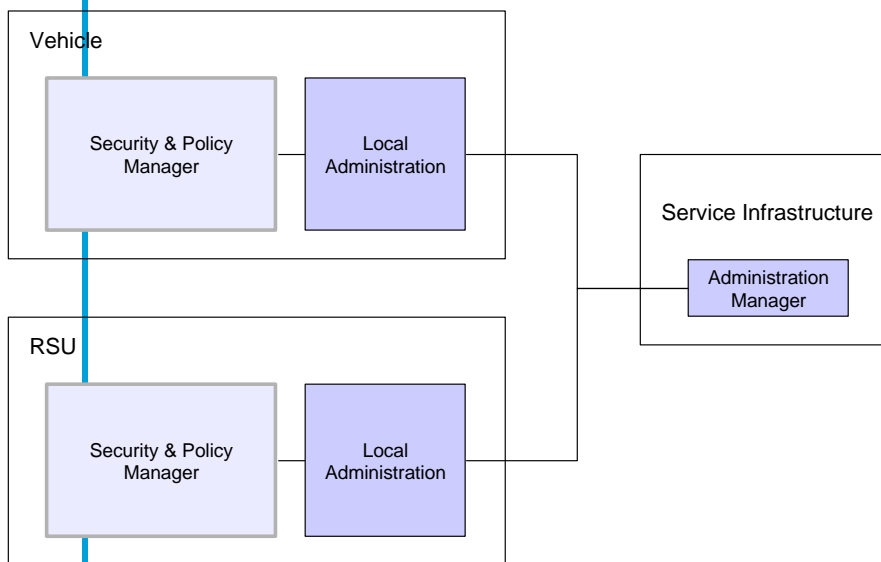 Vehicle
Security & Policy
Manager
Local
Administration
Service Infrastructure
Administration
Manager
RSU
Security & Policy
Manager
Local
Administration